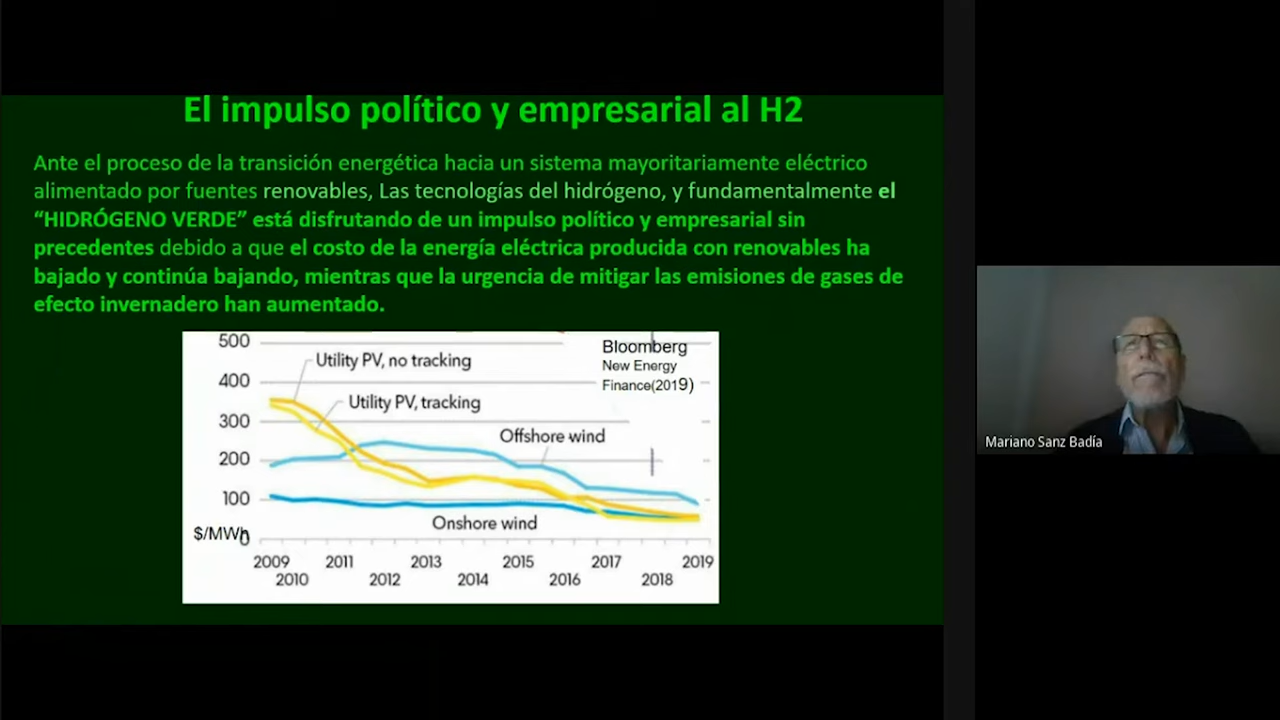 El impulso político y empresarial al H2
Ante el proceso de la transición energética hacia un sistema mayoritariamente eléctrico
alimentado por fuentes renovables, Las tecnologías del hidrógeno, y fundamentalmente el
“HIDRÓGENO VERDE” está disfrutando de un impulso político y empresarial sin
precedentes debido a que el costo de la energía eléctrica producida con renovables ha
bajado y continúa bajando, mientras que la urgencia de mitigar las emisiones de gases de
efecto invernadero han aumentado.
500
Bloomberg
New Energy
Finance(2019)
Utility PV, no tracking
400
Utility PV, tracking
300
Offshore wind
200
100
Onshore wind
$/MWh
0
2009
2010
2011
2012
2013
2014
2015
2016
2017
2018
2019
Mariano Sanz Badía